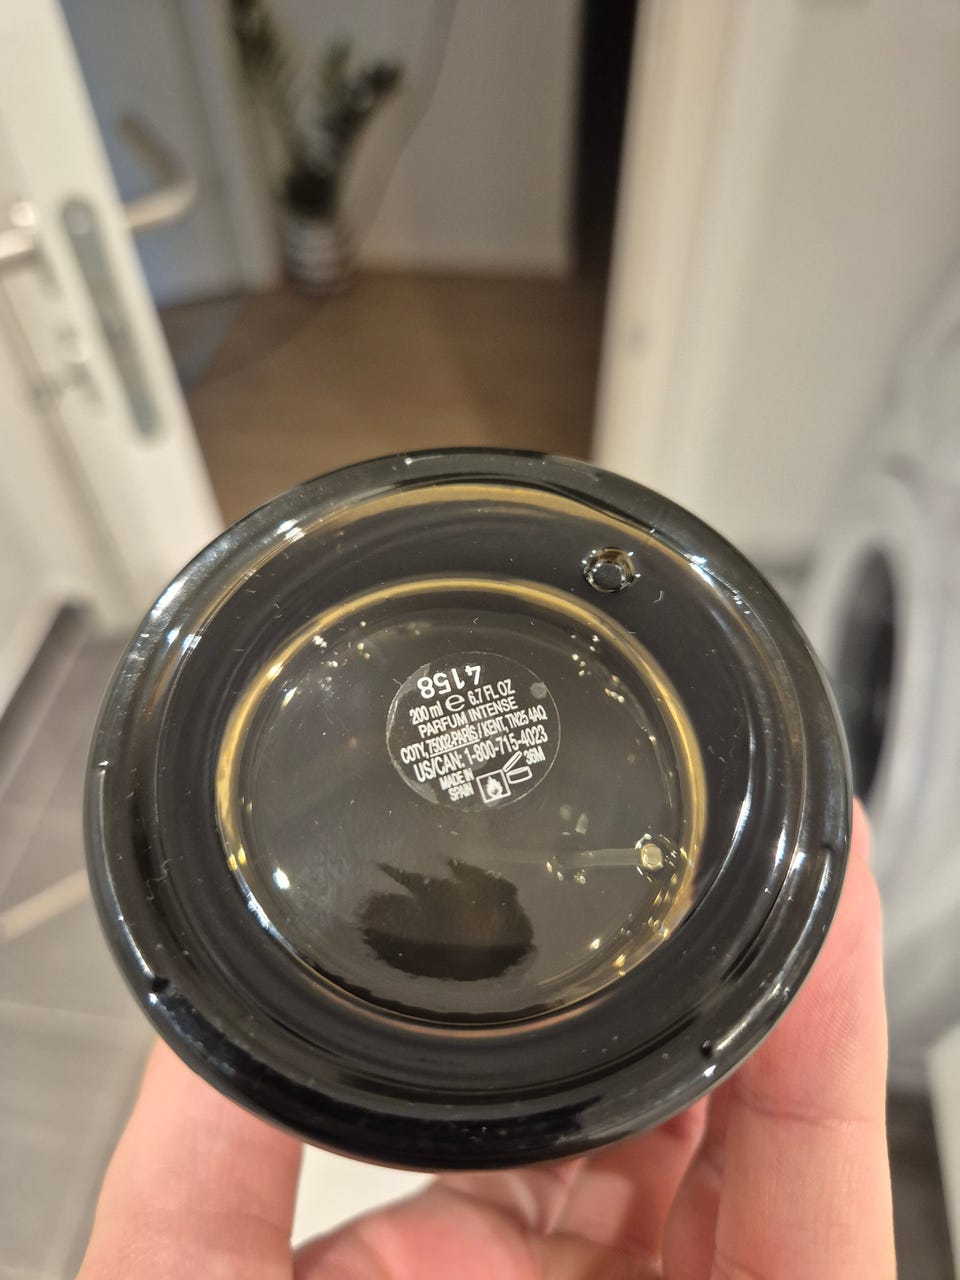 4158
200 ml e 6.7 FL OZ
PARFUM INTENSE
COTY, 75002-PARIS / KENT, TN25 4AQ
US/CAN: 1-800-715-4023
MADE IN
SPAIN
36M